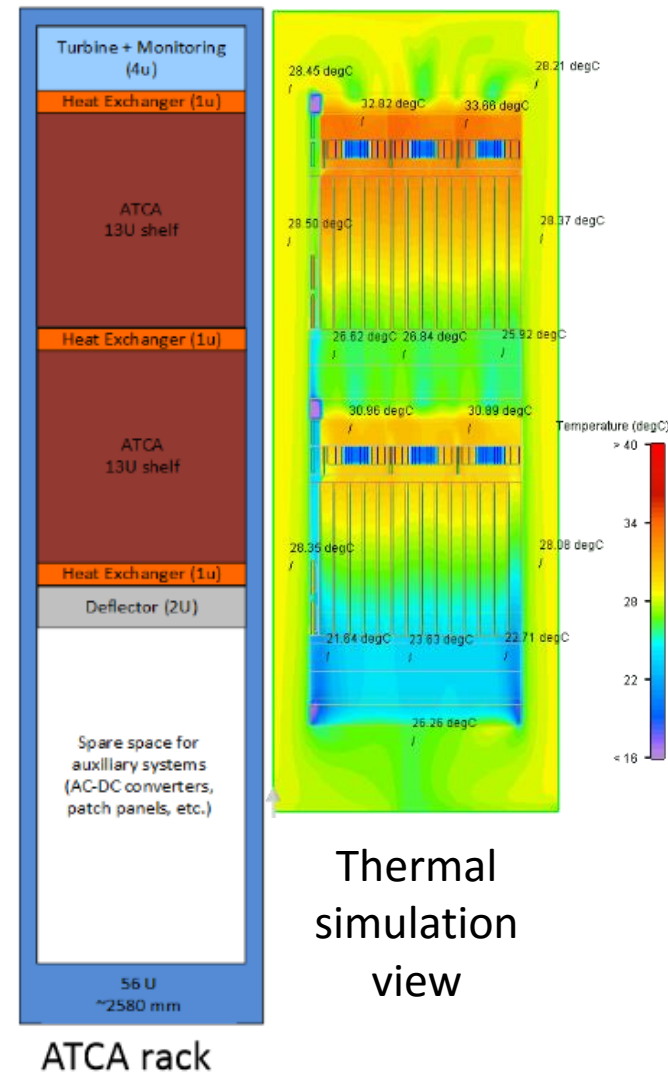 Turbine + Monitoring
(4u)
Heat Exchanger (1u)
ATCA
13U shelf
Heat Exchanger (1u)
ATCA
13U shelf
Heat Exchanger (1u)
Deflector (2U)
Spare space for
auxiliary systems
(AC-DC converters,
patch panels, etc.)
56 U
~2580 mm
ATCA rack
28.45 degC
28.21 degC
32.82 degC
33.66 degC
28.50 degC
28.37 degC
26.62 degC
26.84 degC
25.92 degC
30.96 degC
30.89 degC
28.35 degC
28.08 degC
21.64 degC
23.63 degC
22.71 degC
26.26 degC
Temperature (degC)
> 40
34
28
22
< 16
Thermal
simulation
view